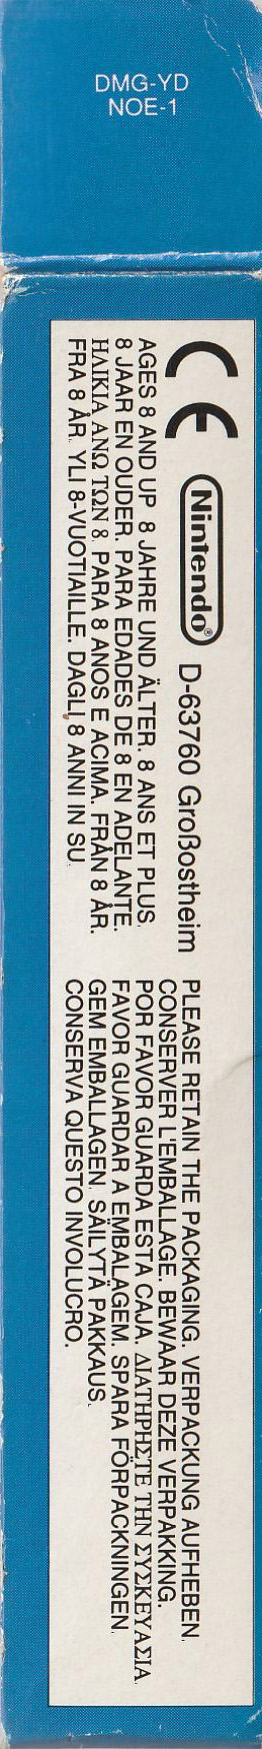 DMG-YD
NOE-1
CE Nintendo® D-63760 Großostheim
AGES 8 AND UP. 8 JAHRE UND ÄLTER. 8 ANS ET PLUS.
8 JAAR EN OUDER. PARA EDADES DE 8 EN ADELANTE.
ΗΛΙΚΙΑ ΑΝΩ ΤΩΝ 8. PARA 8 ANOS E ACIMA. FRÅN 8 ÅR.
FRA 8 ÅR. YLI 8-VUOTIAILLE. DAGLI 8 ANNI IN SU.
PLEASE RETAIN THE PACKAGING. VERPACKUNG AUFHEBEN.
CONSERVER L'EMBALLAGE. BEWAAR DEZE VERPAKKING.
POR FAVOR GUARDA ESTA CAJA. ΔΙΑΤΗΡΗΣΤΕ ΤΗΝ ΣΥΣΚΕΥΑΣΙΑ.
FAVOR GUARDAR A EMBALAGEM. SPARA FÖRPACKNINGEN.
GEM EMBALLAGEN. SÄILYTÄ PAKKAUS.
CONSERVA QUESTO INVOLUCRO.